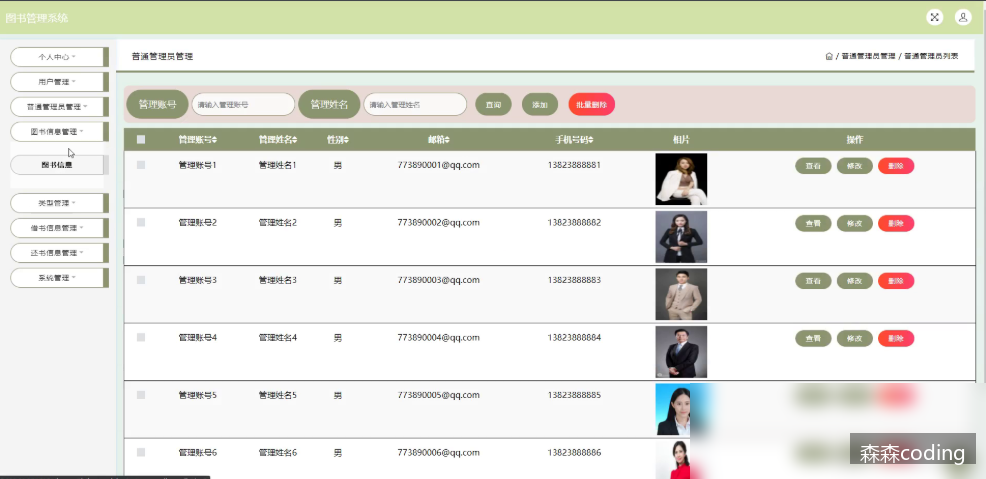 图书管理系统
个人中心
用户管理
普通管理员管理
图书信息管理
图书信息
类型管理
借书信息管理
还书信息管理
系统管理
普通管理员管理
/ 普通管理员管理 / 普通管理员列表
管理账号 请输入管理账号 管理姓名 请输入管理姓名 查询 添加 批量删除
管理账号 管理姓名 性别 邮箱 手机号码 相片 操作
管理账号1 管理姓名1 男 773890001@qq.com 13823888881 查看 修改 删除
管理账号2 管理姓名2 男 773890002@qq.com 13823888882 查看 修改 删除
管理账号3 管理姓名3 男 773890003@qq.com 13823888883 查看 修改 删除
管理账号4 管理姓名4 男 773890004@qq.com 13823888884 查看 修改 删除
管理账号5 管理姓名5 男 773890005@qq.com 13823888885
管理账号6 管理姓名6 男 773890006@qq.com 13823888886
森森coding